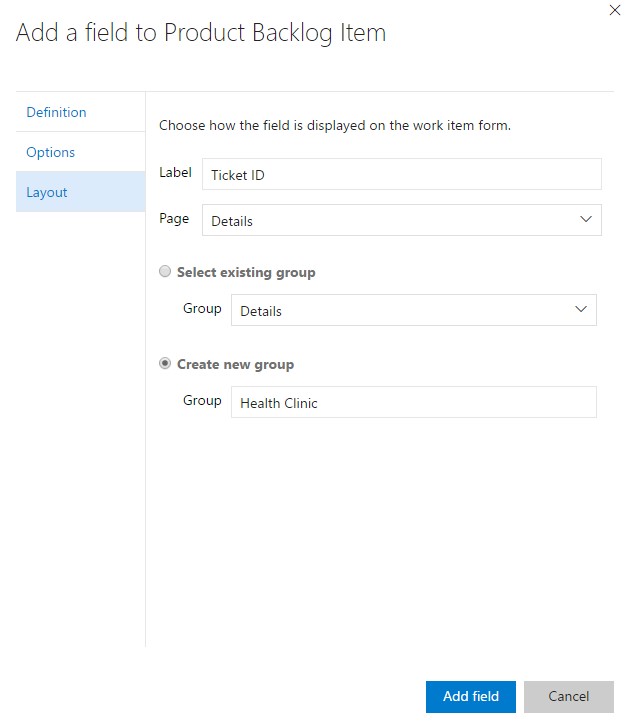 Add a field to Product Backlog Item
Definition
Options
Layout
Choose how the field is displayed on the work item form.
Label Ticket ID
Page Details
Select existing group
Group Details
Create new group
Group Health Clinic
Add field Cancel